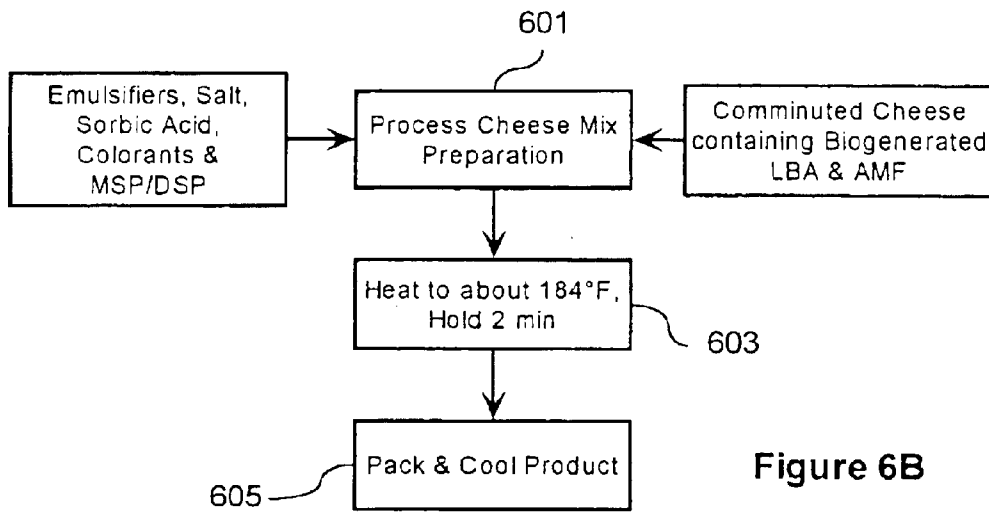 601
Emulsifiers, Salt,
Sorbic Acid,
Colorants &
MSP/DSP
Process Cheese Mix
Preparation
Comminuted Cheese
containing Biogenerated
LBA & AMF
Heat to about 184°F,
Hold 2 min
603
Pack & Cool Product
605
Figure 6B